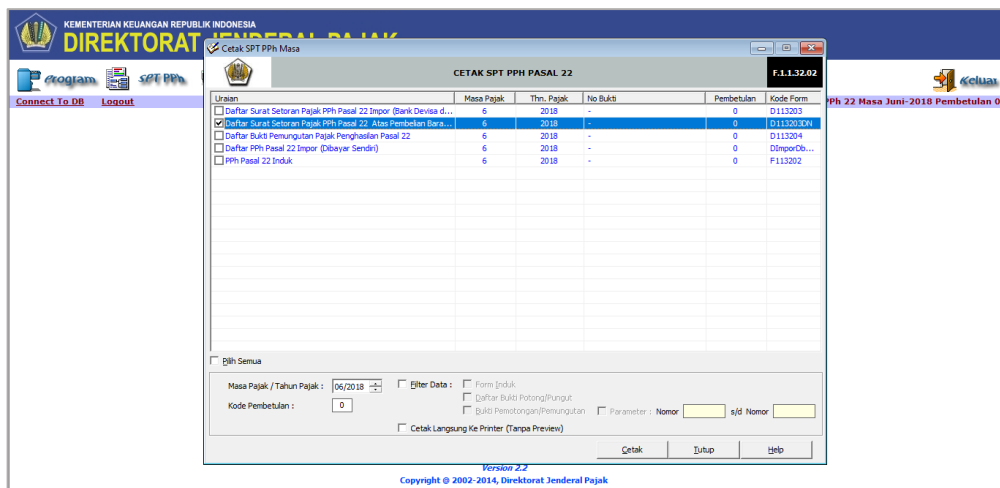 KEMENTERIAN KEUANGAN REPUBLIK INDONESIA
DIREKTORAT JENDERAL PAJAK
Program
SPT PPh
Keluar
Connect To DB Logout
PPh 22 Masa Juni-2018 Pembetulan 0
Cetak SPT PPh Masa
CETAK SPT PPH PASAL 22
F.1.1.32.02
Uraian Masa Pajak Thn. Pajak No Bukti Pembetulan Kode Form
Daftar Surat Setoran Pajak PPh Pasal 22 Impor (Bank Devisa d... 6 2018 - 0 D113203
Daftar Surat Setoran Pajak PPh Pasal 22 Atas Pembelian Bara... 6 2018 - 0 D113203DN
Daftar Bukti Pemungutan Pajak Penghasilan Pasal 22 6 2018 - 0 D113204
Daftar PPh Pasal 22 Impor (Dibayar Sendiri) 6 2018 - 0 DImporDb...
PPh Pasal 22 Induk 6 2018 - 0 F113202
Pilih Semua
Masa Pajak / Tahun Pajak : 06/2018 Filter Data : Form Induk
Daftar Bukti Potong/Pungut
Kode Pembetulan : 0
Bukti Pemotongan/Pemungutan Parameter : Nomor s/d Nomor
Cetak Langsung Ke Printer (Tanpa Preview)
Cetak Tutup Help
Version 2.2
Copyright @ 2002-2014, Direktorat Jenderal Pajak